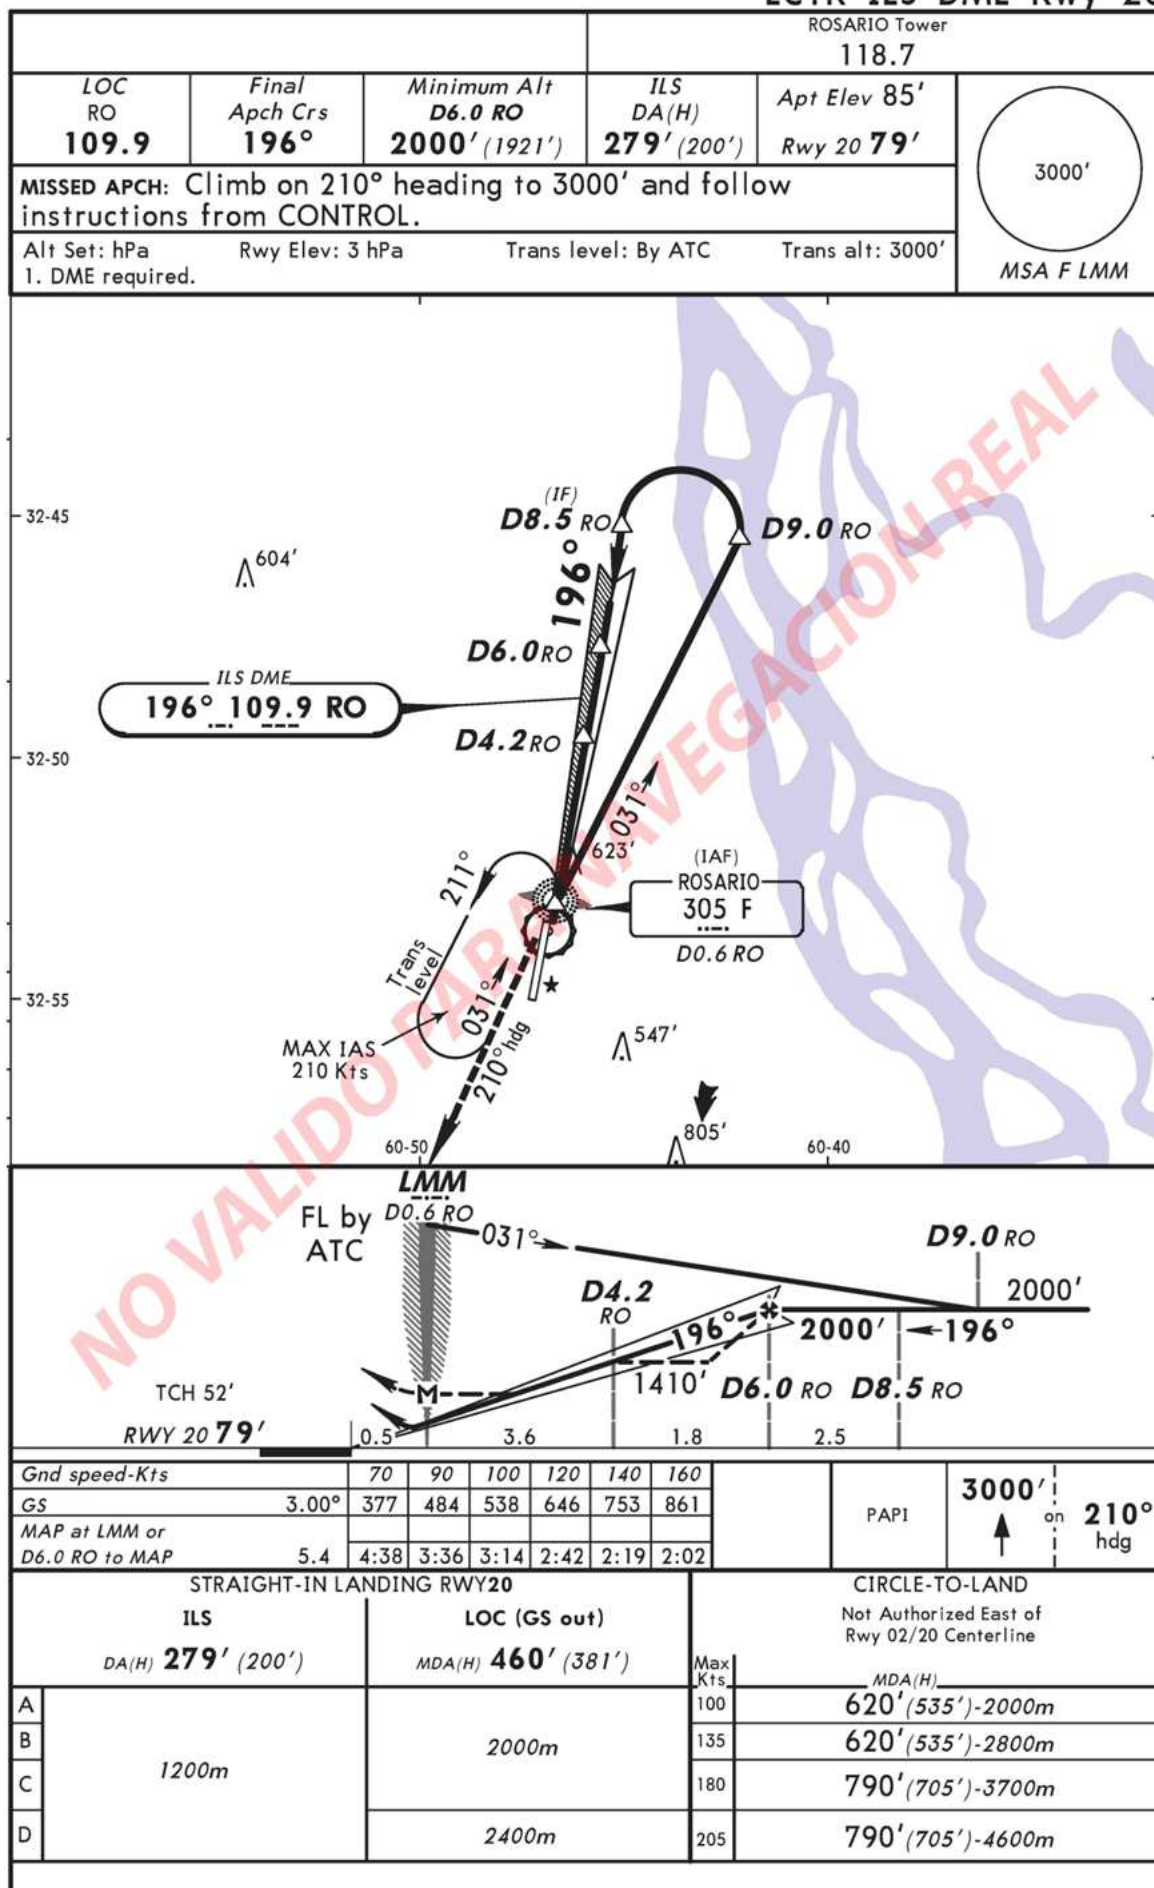 ROSARIO Tower
118.7
LOC
RO
109.9
Final
Apch Crs
196°
Minimum Alt
D6.0 RO
2000' (1921')
ILS
DA(H)
279' (200')
Apt Elev 85'
Rwy 20 79'
3000'
MSA F LMM
MISSED APCH: Climb on 210° heading to 3000' and follow
instructions from CONTROL.
Alt Set: hPa Rwy Elev: 3 hPa Trans level: By ATC Trans alt: 3000'
1. DME required.
32-45
(IF)
D8.5 RO
D9.0 RO
604'
196°
D6.0 RO
ILS DME
196° 109.9 RO
D4.2 RO
32-50
031°
623'
(IAF)
ROSARIO
305 F
D0.6 RO
211°
Trans
level
32-55
031°
MAX IAS
210 Kts
210° hdg
547'
805'
60-50
60-40
NO VALIDO PARA NAVEGACION REAL
LMM
D0.6 RO
FL by
ATC
031°
D9.0 RO
D4.2
RO
2000'
196°
2000'
196°
1410'
D6.0 RO
D8.5 RO
M
TCH 52'
RWY 20 79'
0.5 3.6 1.8 2.5
Gnd speed-Kts 70 90 100 120 140 160
GS 3.00° 377 484 538 646 753 861
MAP at LMM or
D6.0 RO to MAP 5.4 4:38 3:36 3:14 2:42 2:19 2:02
PAPI
3000'
on
210°
hdg
STRAIGHT-IN LANDING RWY20
ILS
DA(H) 279' (200')
LOC (GS out)
MDA(H) 460' (381')
CIRCLE-TO-LAND
Not Authorized East of
Rwy 02/20 Centerline
Max
Kts
MDA(H)
A
B
C
D
1200m
2000m
2400m
100 620' (535')-2000m
135 620' (535')-2800m
180 790' (705')-3700m
205 790' (705')-4600m